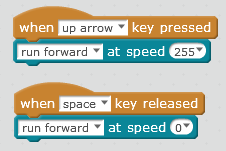 when up arrow key pressed
run forward at speed 255
when space key released
run forward at speed 0